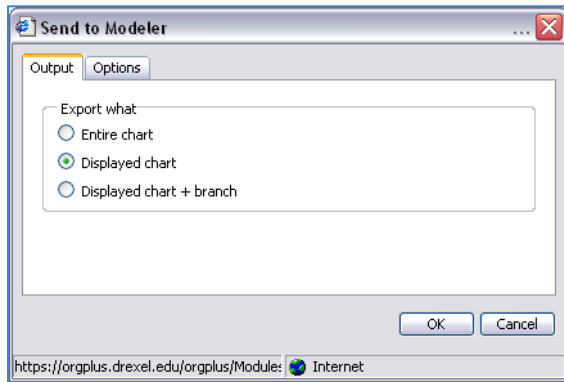 Send to Modeler ...
Output Options
Export what
Entire chart
Displayed chart
Displayed chart + branch
OK Cancel
https://orgplus.drexel.edu/orgplus/Module: Internet